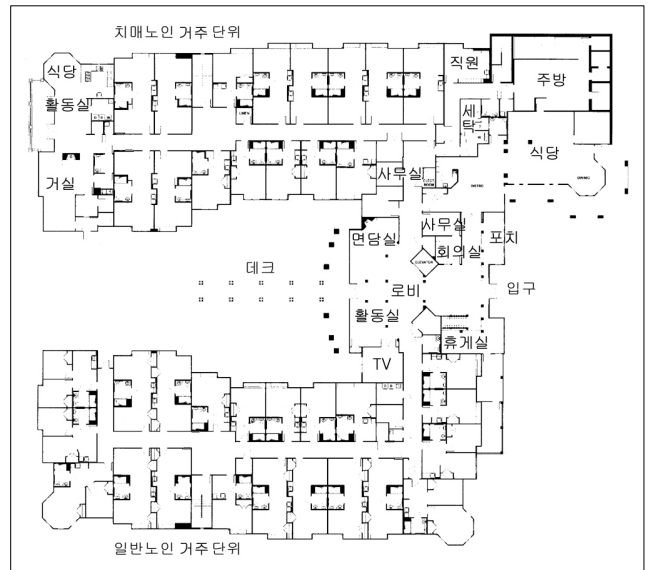 치매노인 거주 단위
식당
직원
주방
활동실
LINEN
세탁
식당
거실
사무실
DINING
사무실
면담실
회의실
포치
데크
ELEVATOR
로비
입구
활동실
휴게실
TV
일반노인 거주 단위